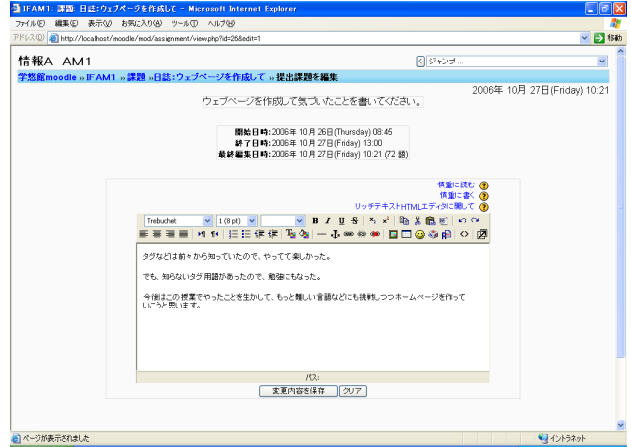 IFAM1: 課題: 日誌:ウェブページを作成して - Microsoft Internet Explorer
ファイル(F) 編集(E) 表示(V) お気に入り(A) ツール(T) ヘルプ(H)
アドレス(D) http://localhost/moodle/mod/assignment/view.php?id=26&edit=1 移動
情報A AM1
ジャンプ...
学悠館moodle » IFAM1 » 課題 » 日誌:ウェブページを作成して » 提出課題を編集
2006年 10月 27日(Friday) 10:21
ウェブページを作成して気づいたことを書いてください。
開始日時:2006年 10月 26日(Thursday) 08:45
終了日時:2006年 10月 27日(Friday) 13:00
最終編集日時:2006年 10月 27日(Friday) 10:21 (72 語)
慎重に読む
慎重に書く
リッチテキストHTMLエディタに関して
Trebuchet 1 (8 pt) B I U S
タグなどは前々から知っていたので、やってて楽しかった。
でも、知らないタグ用語があったので、勉強にもなった。
今後はこの授業でやったことを生かして、もっと難しい言語などにも挑戦しつつホームページを作って
いこうと思います。
パス:
変更内容を保存 クリア
ページが表示されました イントラネット